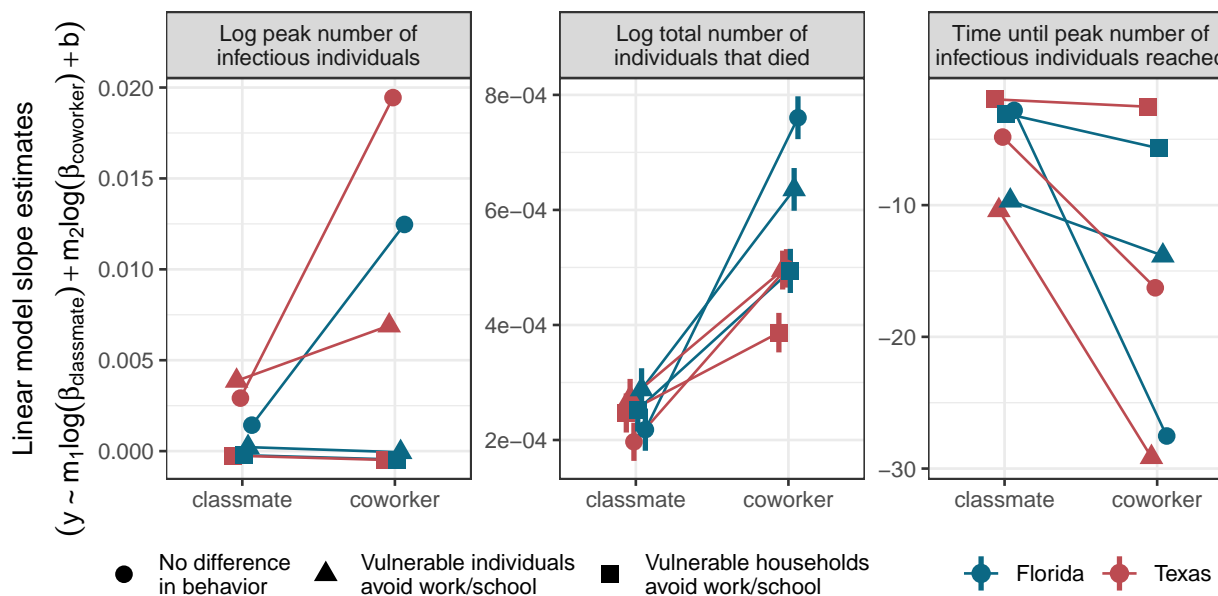 Log peak number of
infectious individuals
Log total number of
individuals that died
Time until peak number of
infectious individuals reached
Linear model slope estimates
(y ~ m₁log(β_classmate) + m₂log(β_coworker) + b)
0.020
0.015
0.010
0.005
0.000
classmate coworker
8e−04
6e−04
4e−04
2e−04
classmate coworker
−10
−20
−30
classmate coworker
No difference
in behavior
Vulnerable individuals
avoid work/school
Vulnerable households
avoid work/school
Florida Texas